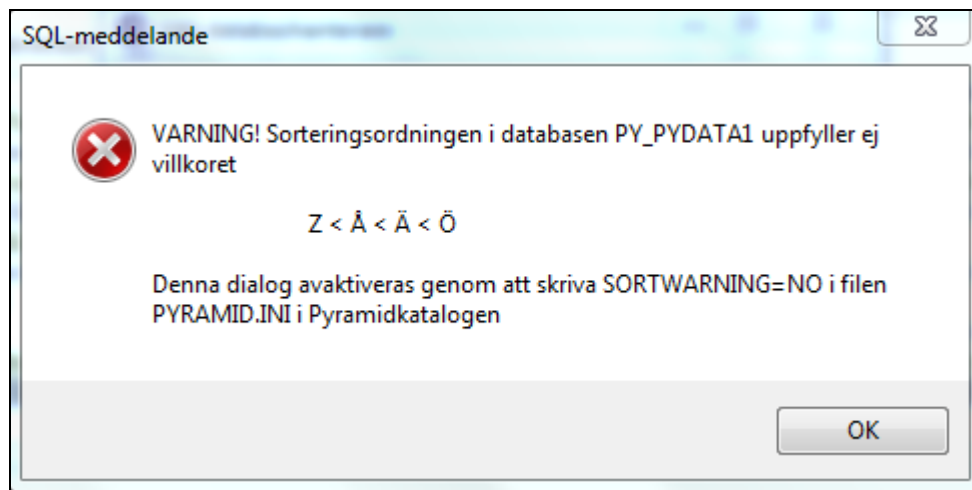 SQL-meddelande
VARNING! Sorteringsordningen i databasen PY_PYDATA1 uppfyller ej
villkoret
Z < Å < Ä < Ö
Denna dialog avaktiveras genom att skriva SORTWARNING=NO i filen
PYRAMID.INI i Pyramidkatalogen
OK